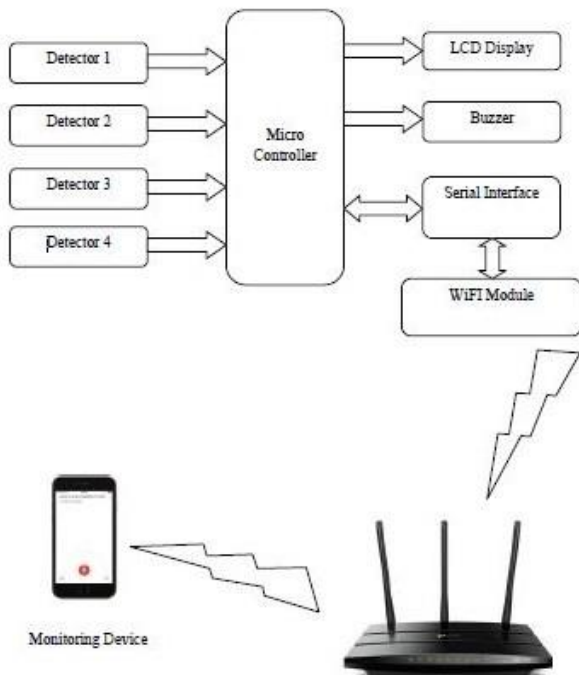 Detector 1
Detector 2
Detector 3
Detector 4
Micro
Controller
LCD Display
Buzzer
Serial Interface
WiFI Module
Monitoring Device